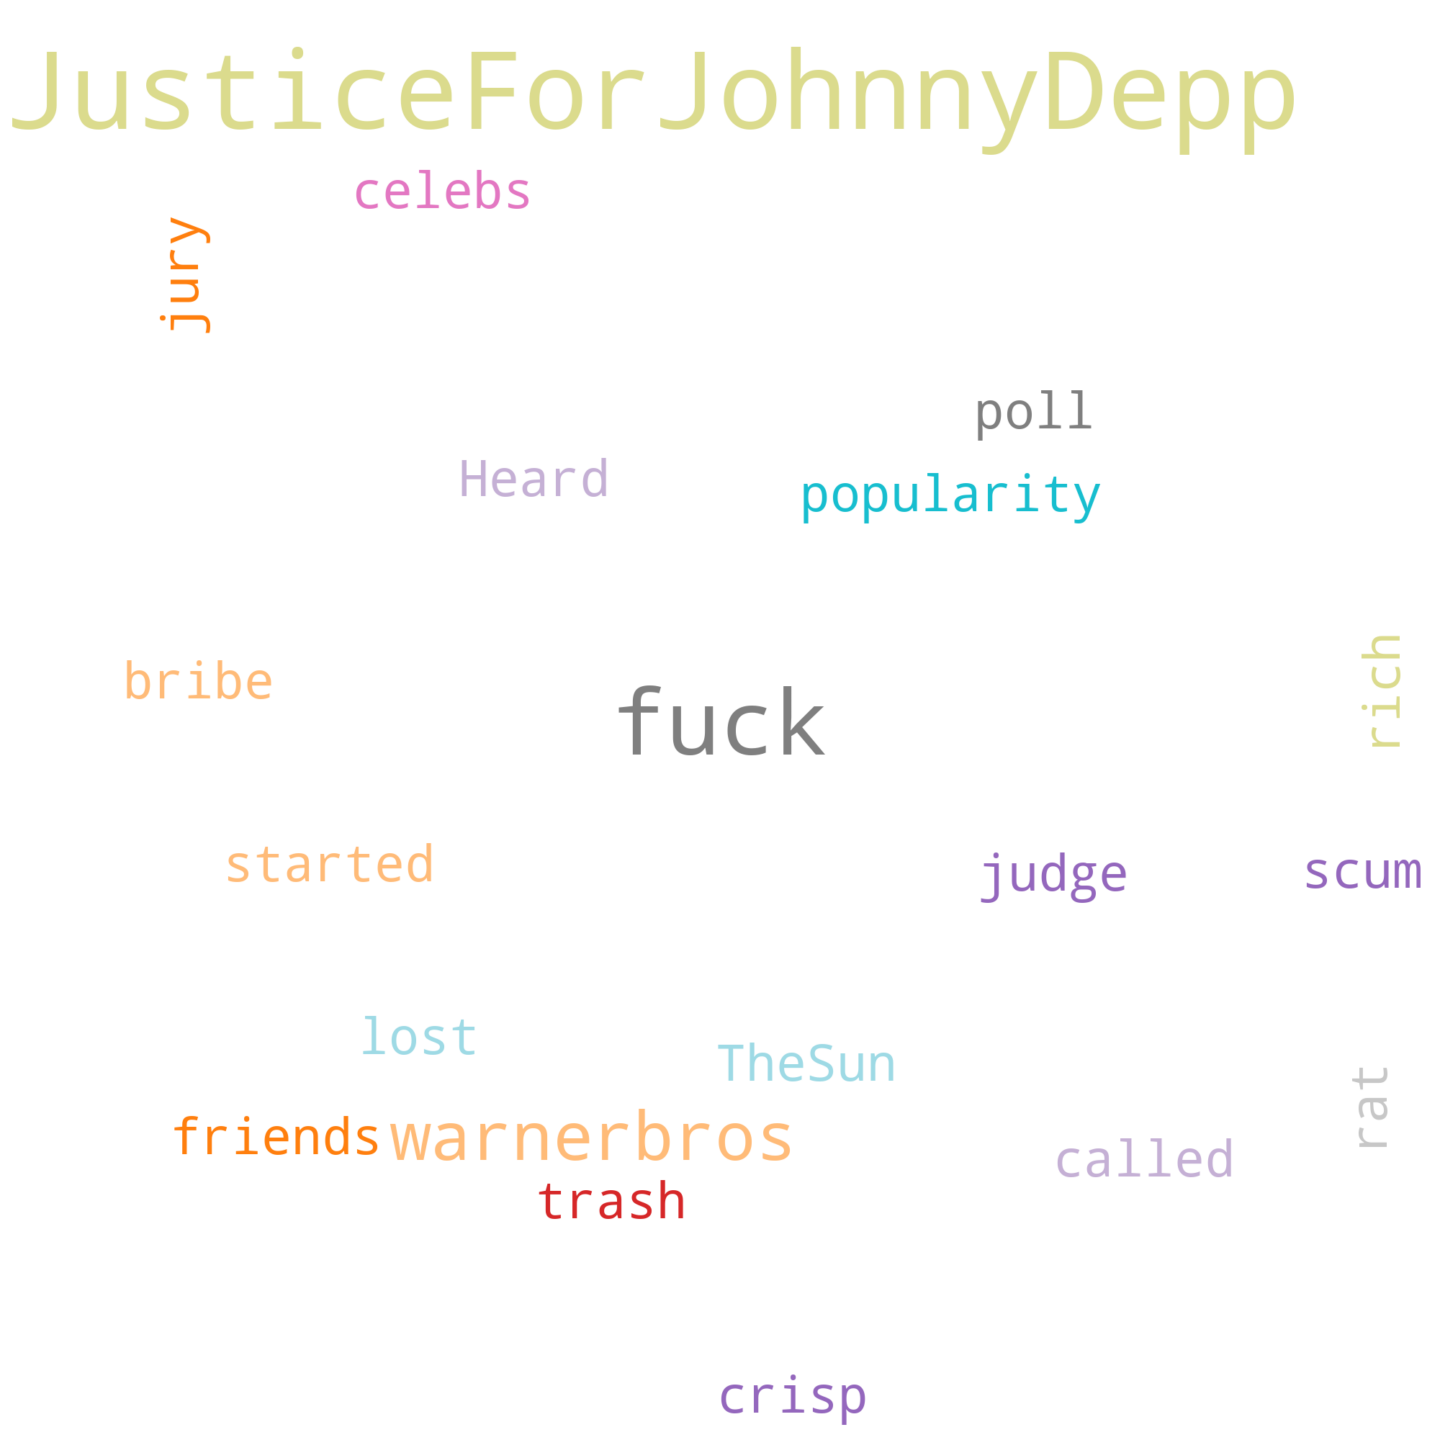 JusticeForJohnnyDepp
celebs
jury
poll
Heard
popularity
bribe
rich
fuck
started
judge
scum
lost
TheSun
rat
friends
warnerbros
called
trash
crisp